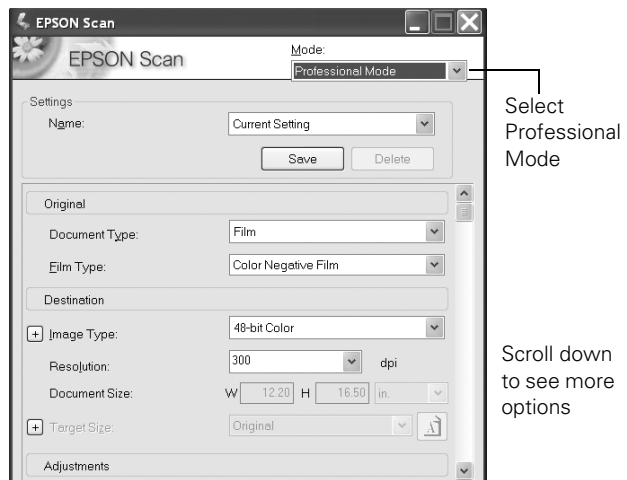 EPSON Scan
EPSON Scan
Mode:
Professional Mode
Select
Professional
Mode
Settings
Name:
Current Setting
Save
Delete
Original
Document Type:
Film
Film Type:
Color Negative Film
Destination
Image Type:
48-bit Color
Resolution:
300
dpi
Document Size:
W 12.20 H 16.50 in.
Target Size:
Original
A
Adjustments
Scroll down
to see more
options